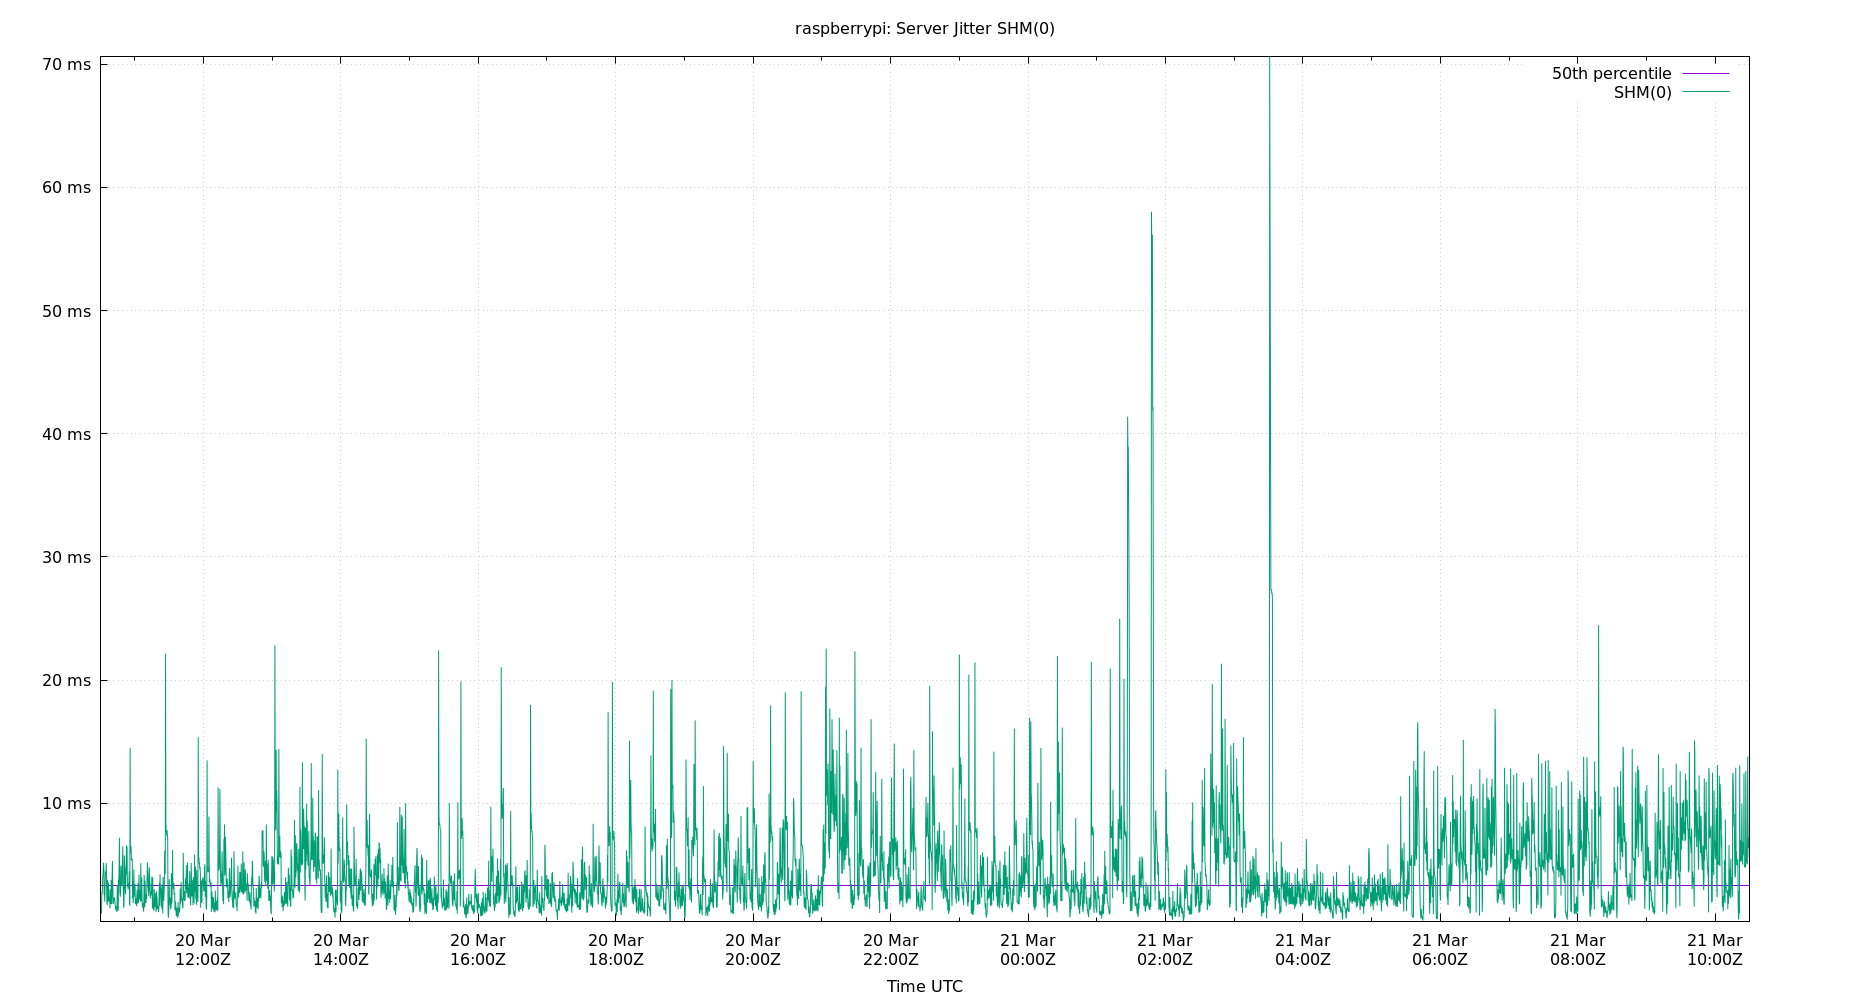 raspberrypi: Server Jitter SHM(0)
70 ms
60 ms
50 ms
40 ms
30 ms
20 ms
10 ms
50th percentile
SHM(0)
20 Mar 20 Mar 20 Mar 20 Mar 20 Mar 20 Mar 21 Mar 21 Mar 21 Mar 21 Mar 21 Mar 21 Mar
12:00Z 14:00Z 16:00Z 18:00Z 20:00Z 22:00Z 00:00Z 02:00Z 04:00Z 06:00Z 08:00Z 10:00Z
Time UTC